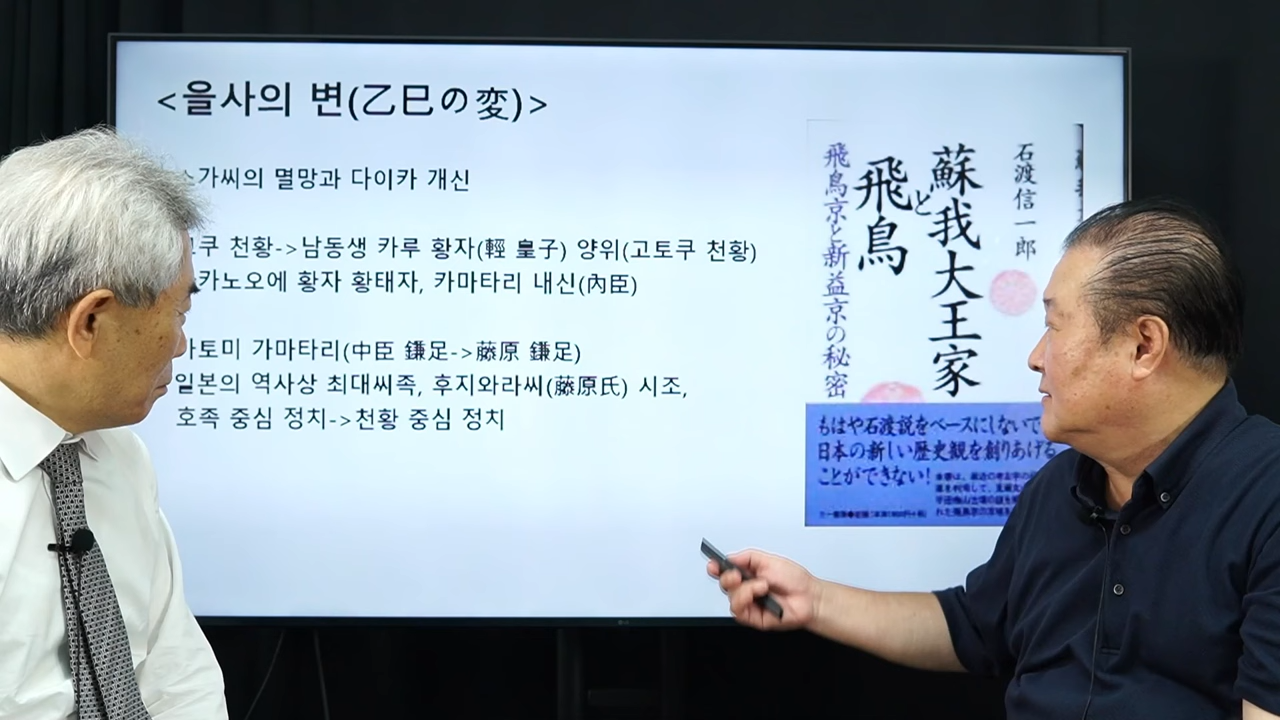 <을사의 변(乙巳の変)>
가씨의 멸망과 다이카 개신
쿠 천황->남동생 카루 황자(輕 皇子) 양위(고토쿠 천황)
카노오에 황자 황태자, 카마타리 내신(內臣)
토미 가마타리(中臣 鎌足->藤原 鎌足)
일본의 역사상 최대씨족, 후지와라씨(藤原氏) 시조,
호족 중심 정치->천황 중심 정치
石渡信一郎
蘇我大王家
と
飛鳥
飛鳥京と新益京の秘密
もはや石渡説をベースにしないで
日本の新しい歴史観を創りあげる
ことができない!